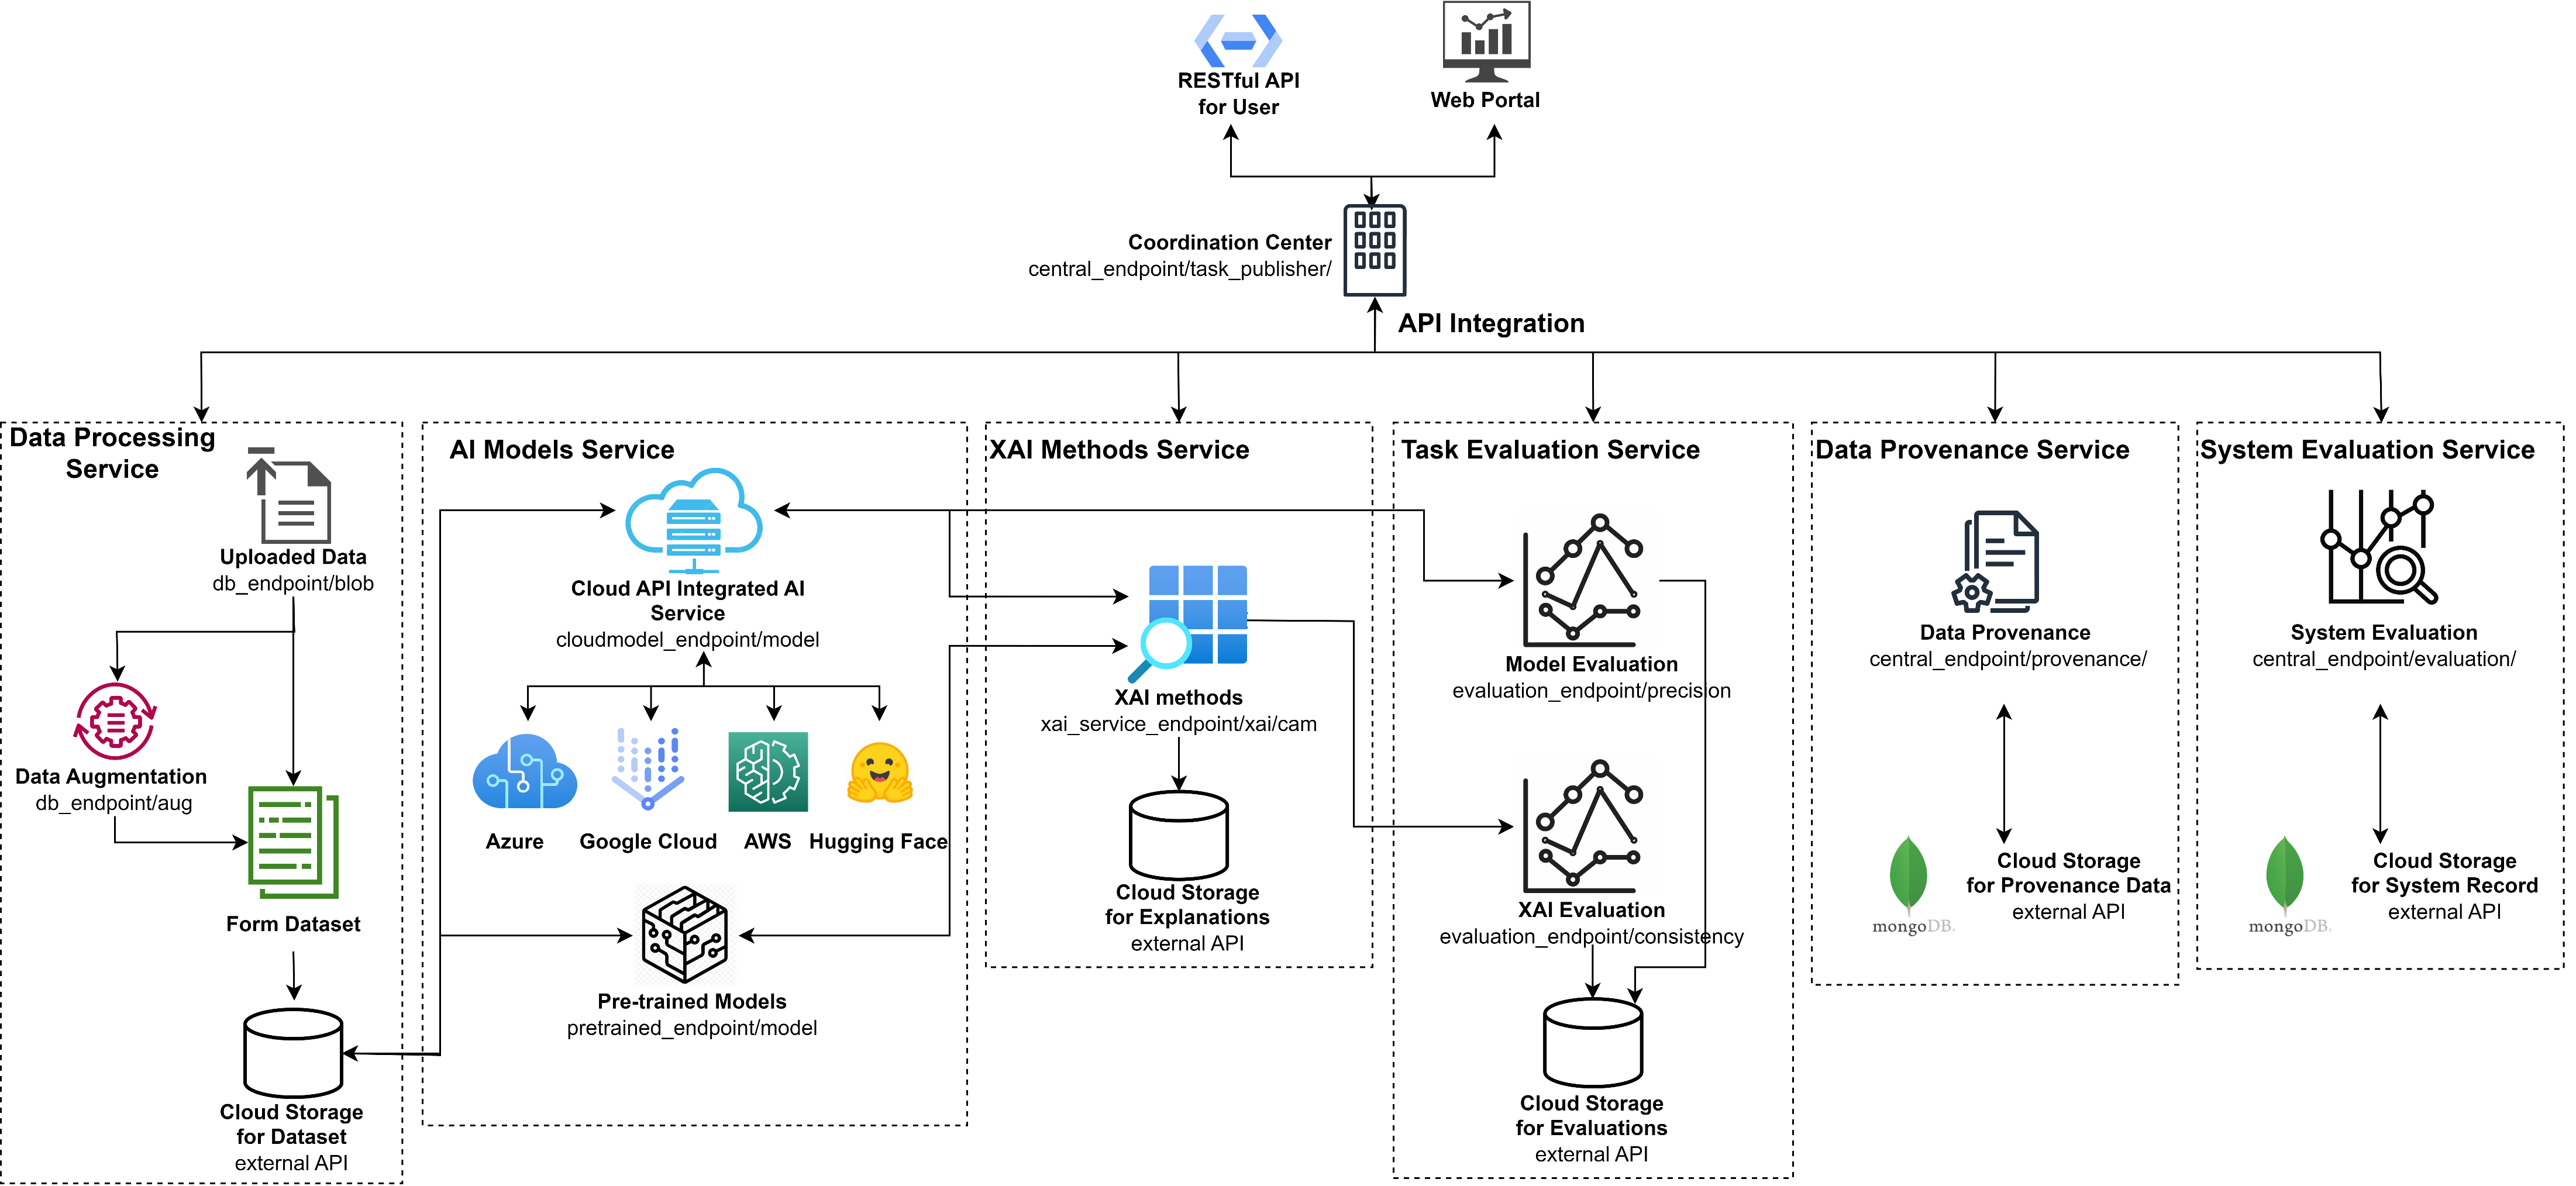 RESTful API
for User
Web Portal
Coordination Center
central_endpoint/task_publisher/
API Integration
Data Processing
Service
Uploaded Data
db_endpoint/blob
Data Augmentation
db_endpoint/aug
Form Dataset
Cloud Storage
for Dataset
external API
AI Models Service
Cloud API Integrated AI
Service
cloudmodel_endpoint/model
Azure
Google Cloud
AWS
Hugging Face
Pre-trained Models
pretrained_endpoint/model
XAI Methods Service
XAI methods
xai_service_endpoint/xai/cam
Cloud Storage
for Explanations
external API
Task Evaluation Service
Model Evaluation
evaluation_endpoint/precision
XAI Evaluation
evaluation_endpoint/consistency
Cloud Storage
for Evaluations
external API
Data Provenance Service
Data Provenance
central_endpoint/provenance/
mongoDB.
Cloud Storage
for Provenance Data
external API
System Evaluation Service
System Evaluation
central_endpoint/evaluation/
mongoDB.
Cloud Storage
for System Record
external API